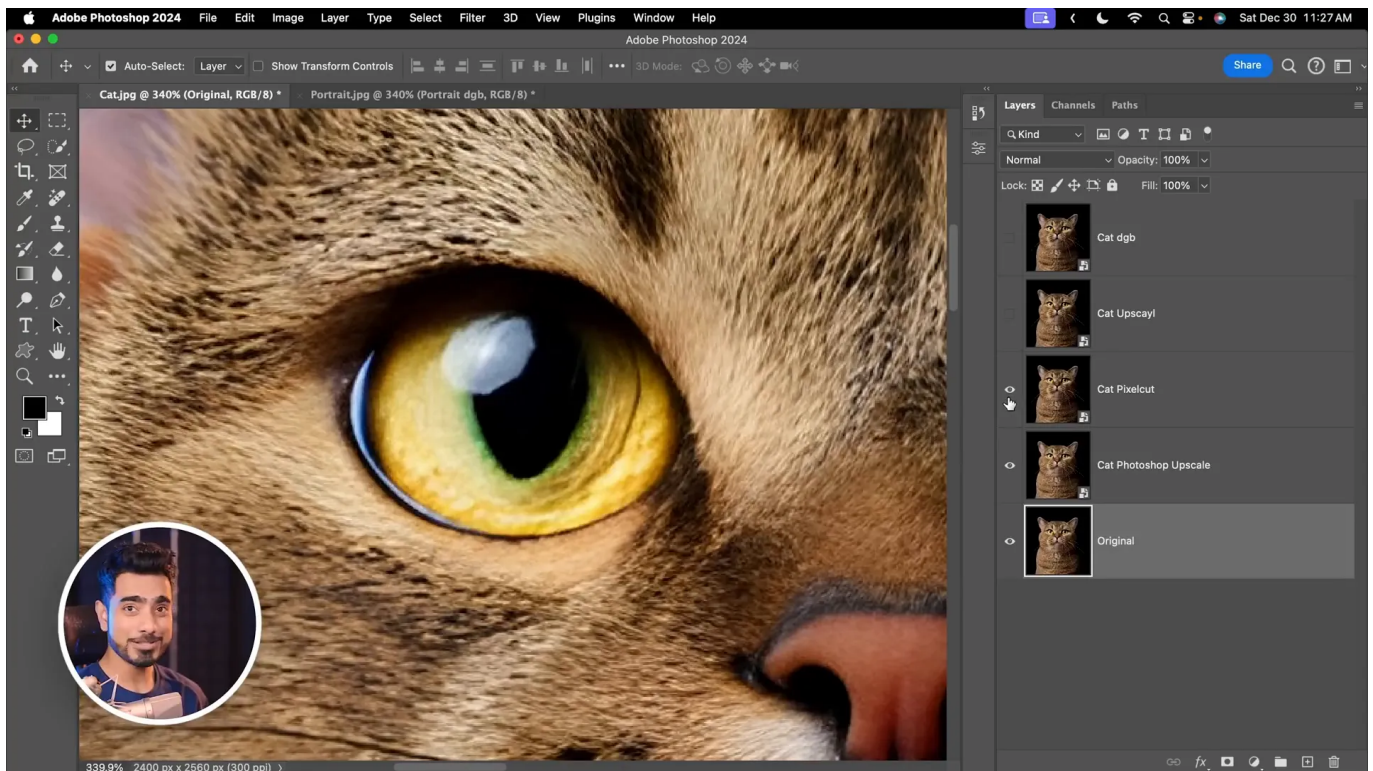 Adobe Photoshop 2024 File Edit Image Layer Type Select Filter 3D View Plugins Window Help Sat Dec 30 11:27 AM
Adobe Photoshop 2024
Auto-Select: Layer Show Transform Controls 3D Mode: Share
Cat.jpg @ 340% (Original, RGB/8) * Portrait.jpg @ 340% (Portrait dgb, RGB/8) *
Layers Channels Paths
Kind
Normal Opacity: 100%
Lock: Fill: 100%
Cat dgb
Cat Upscayl
Cat Pixelcut
Cat Photoshop Upscale
Original
339.9% 2400 px x 2560 px (300 ppi)